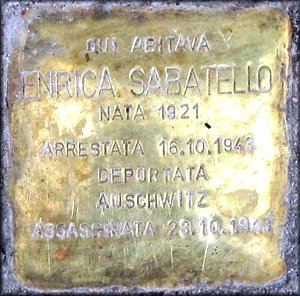 QUI ABITAVA
ENRICA SABATELLO
NATA 1921
ARRESTATA 16.10.1943
DEPORTATA
AUSCHWITZ
ASSASSINATA 23.10.1943